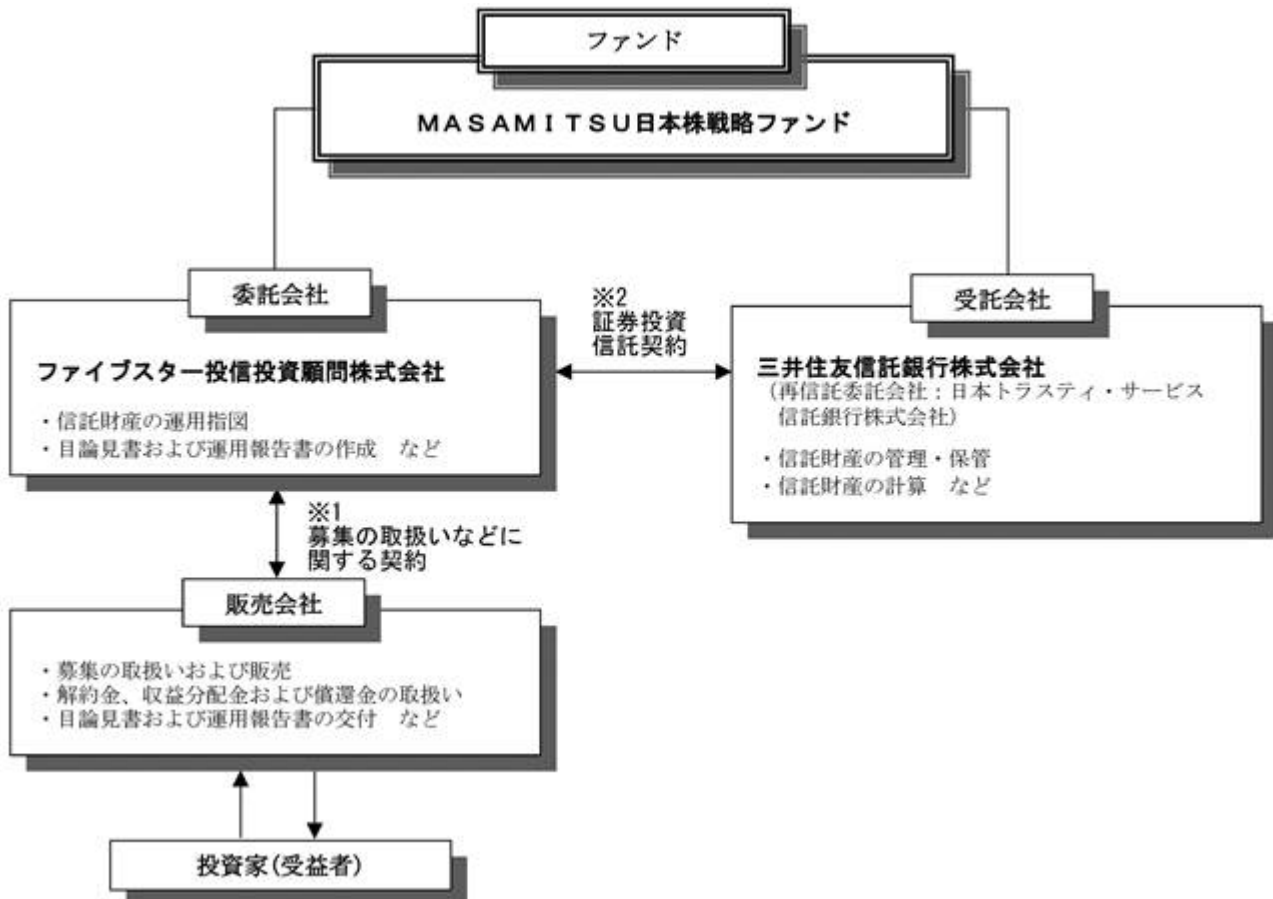 ファンド
MASAMITSU日本株戦略ファンド
委託会社
ファイブスター投信投資顧問株式会社
・信託財産の運用指図
・目論見書および運用報告書の作成　など
※2
証券投資
信託契約
受託会社
三井住友信託銀行株式会社
(再信託委託会社：日本トラスティ・サービス
信託銀行株式会社)
・信託財産の管理・保管
・信託財産の計算　など
※1
募集の取扱いなどに
関する契約
販売会社
・募集の取扱いおよび販売
・解約金、収益分配金および償還金の取扱い
・目論見書および運用報告書の交付　など
投資家(受益者)